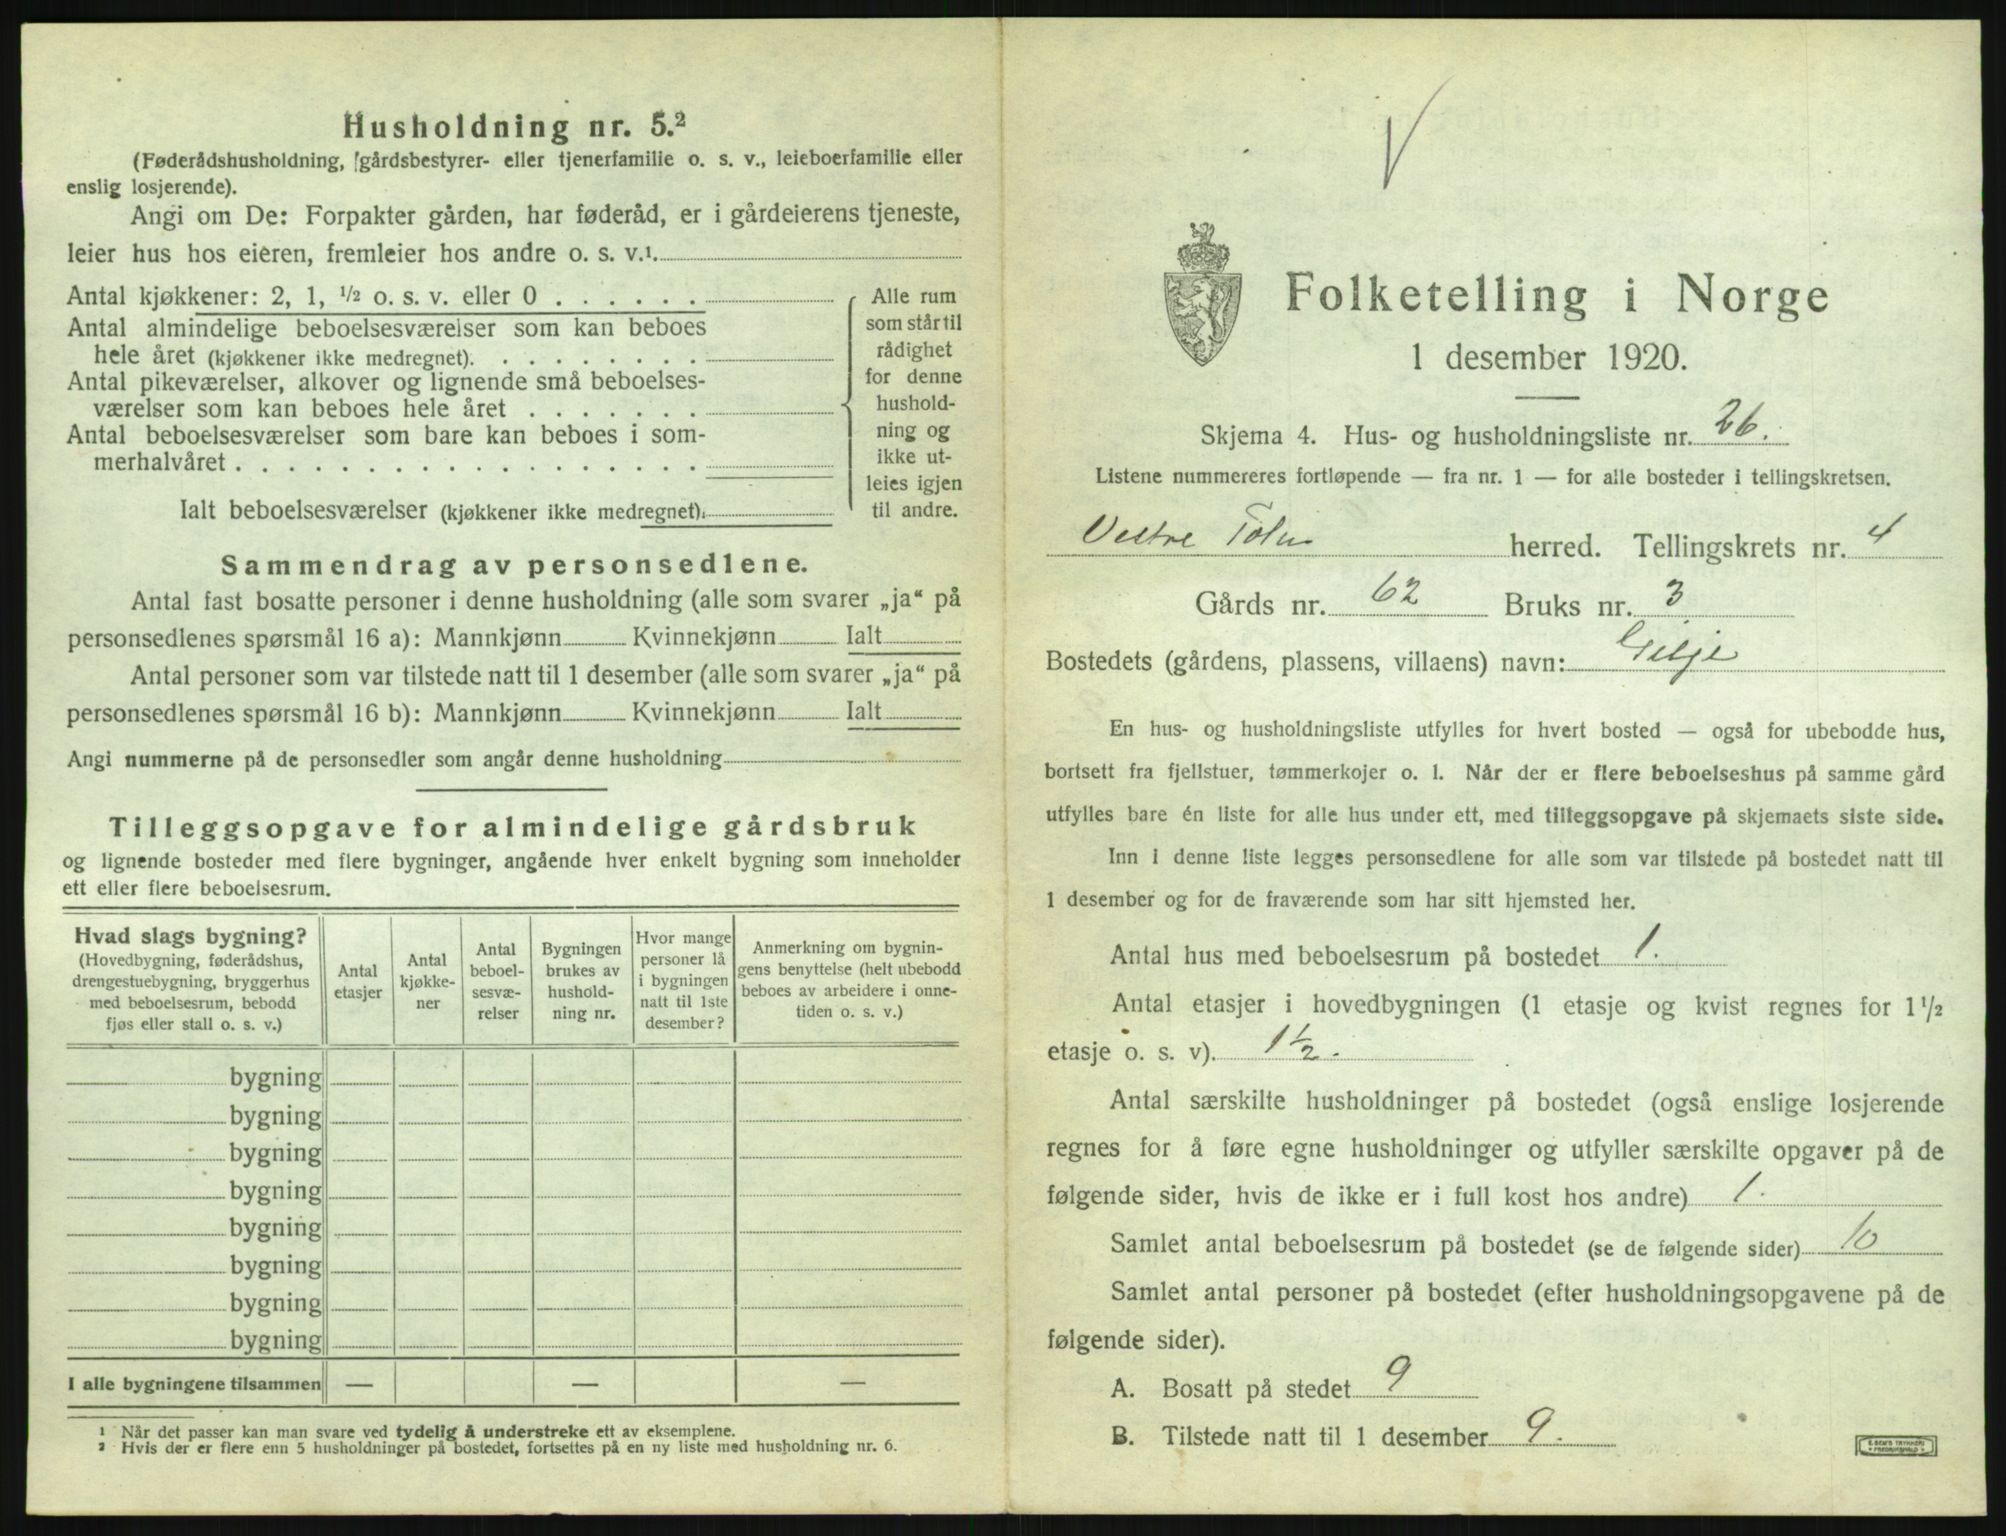 Husholdning nr. 5.²
(Føderådshusholdning, gårdsbestyrer- eller tjenerfamilie o. s. v., leieboerfamilie eller
enslig losjerende).
Angi om De: Forpakter gården, har føderåd, er i gårdeierens tjeneste,
leier hus hos eieren, fremleier hos andre o. s. v.¹
Antal kjøkkener: 2, 1, ½ o. s. v. eller 0 . . . . . .
Antal almindelige beboelsesværelser som kan beboes
hele året (kjøkkener ikke medregnet). . . . . . . . .
Antal pikeværelser, alkover og lignende små beboelses-
værelser som kan beboes hele året . . . . . . .
Antal beboelsesværelser som bare kan beboes i som-
merhalvåret . . . . . . . . . . . . . . . . . .
Ialt beboelsesværelser (kjøkkener ikke medregnet).
Alle rum
som står til
rådighet
for denne
hushold-
ning og
ikke ut-
leies igjen
til andre.
Sammendrag av personsedlene.
Antal fast bosatte personer i denne husholdning (alle som svarer „ja“ på
personsedlenes spørsmål 16 a): Mannkjønn Kvinnekjønn Ialt
Antal personer som var tilstede natt til 1 desember (alle som svarer „ja“ på
personsedlenes spørsmål 16 b): Mannkjønn Kvinnekjønn Ialt
Angi nummerne på de personsedler som angår denne husholdning
Tilleggsopgave for almindelige gårdsbruk
og lignende bosteder med flere bygninger, angående hver enkelt bygning som inneholder
ett eller flere beboelsesrum.
Hvad slags bygning?
(Hovedbygning, føderådshus,
drengestuebygning, bryggerhus
med beboelsesrum, bebodd
fjøs eller stall o. s. v.)
Antal
etasjer
Antal
kjøkke-
ner
Antal
beboel-
sesvæ-
relser
Bygningen
brukes av
hushold-
ning nr.
Hvor mange
personer lå
i bygningen
natt til 1ste
desember?
Anmerkning om bygnin-
gens benyttelse (helt ubebodd
beboes av arbeidere i onne-
tiden o. s. v.)
bygning
bygning
bygning
bygning
bygning
bygning
bygning
bygning
I alle bygningene tilsammen — — —
¹ Når det passer kan man svare ved tydelig å understreke ett av eksemplene.
² Hvis der er flere enn 5 husholdninger på bostedet, fortsettes på en ny liste med husholdning nr. 6.
Folketelling i Norge
1 desember 1920.
Skjema 4. Hus- og husholdningsliste nr. 26.
Listene nummereres fortløpende — fra nr. 1 — for alle bosteder i tellingskretsen.
Vestre Toten herred. Tellingskrets nr. 4
Gårds nr. 62 Bruks nr. 3
Bostedets (gårdens, plassens, villaens) navn: Gilje
En hus- og husholdningsliste utfylles for hvert bosted — også for ubebodde hus,
bortsett fra fjellstuer, tømmerkojer o. l. Når der er flere beboelseshus på samme gård
utfylles bare én liste for alle hus under ett, med tilleggsopgave på skjemaets siste side.
Inn i denne liste legges personsedlene for alle som var tilstede på bostedet natt til
1 desember og for de fraværende som har sitt hjemsted her.
Antal hus med beboelsesrum på bostedet 1.
Antal etasjer i hovedbygningen (1 etasje og kvist regnes for 1½
etasje o. s. v). 1½.
Antal særskilte husholdninger på bostedet (også enslige losjerende
regnes for å føre egne husholdninger og utfyller særskilte opgaver på de
følgende sider, hvis de ikke er i full kost hos andre) 1.
Samlet antal beboelsesrum på bostedet (se de følgende sider) 10
Samlet antal personer på bostedet (efter husholdningsopgavene på de
følgende sider).
A. Bosatt på stedet 9
B. Tilstede natt til 1 desember 9.